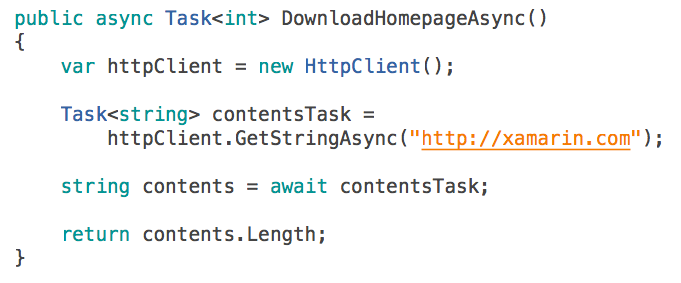 public async Task<int> DownloadHomepageAsync()
{
    var httpClient = new HttpClient();
    Task<string> contentsTask =
        httpClient.GetStringAsync("http://xamarin.com");
    string contents = await contentsTask;
    return contents.Length;
}